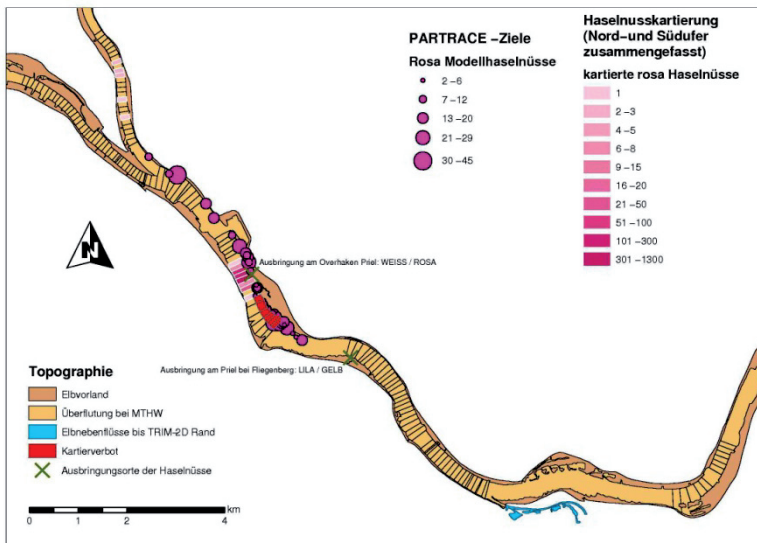 PARTRACE –Ziele
Rosa Modellhaselnüsse
2 –6
7 –12
13 –20
21 –29
30 –45
Haselnusskartierung
(Nord–und Südufer
zusammengefasst)
kartierte rosa Haselnüsse
1
2 –3
4 –5
6 –8
9 –15
16 –20
21 –50
51 –100
101 –300
301 –1300
N
Ausbringung am Overhaken Priel: WEISS / ROSA
Ausbringung am Priel bei Fliegenberg: LILA / GELB
Topographie
Elbvorland
Überflutung bei MTHW
Elbnebenflüsse bis TRIM–2D Rand
Kartierverbot
Ausbringungsorte der Haselnüsse
km
0 1 2 4